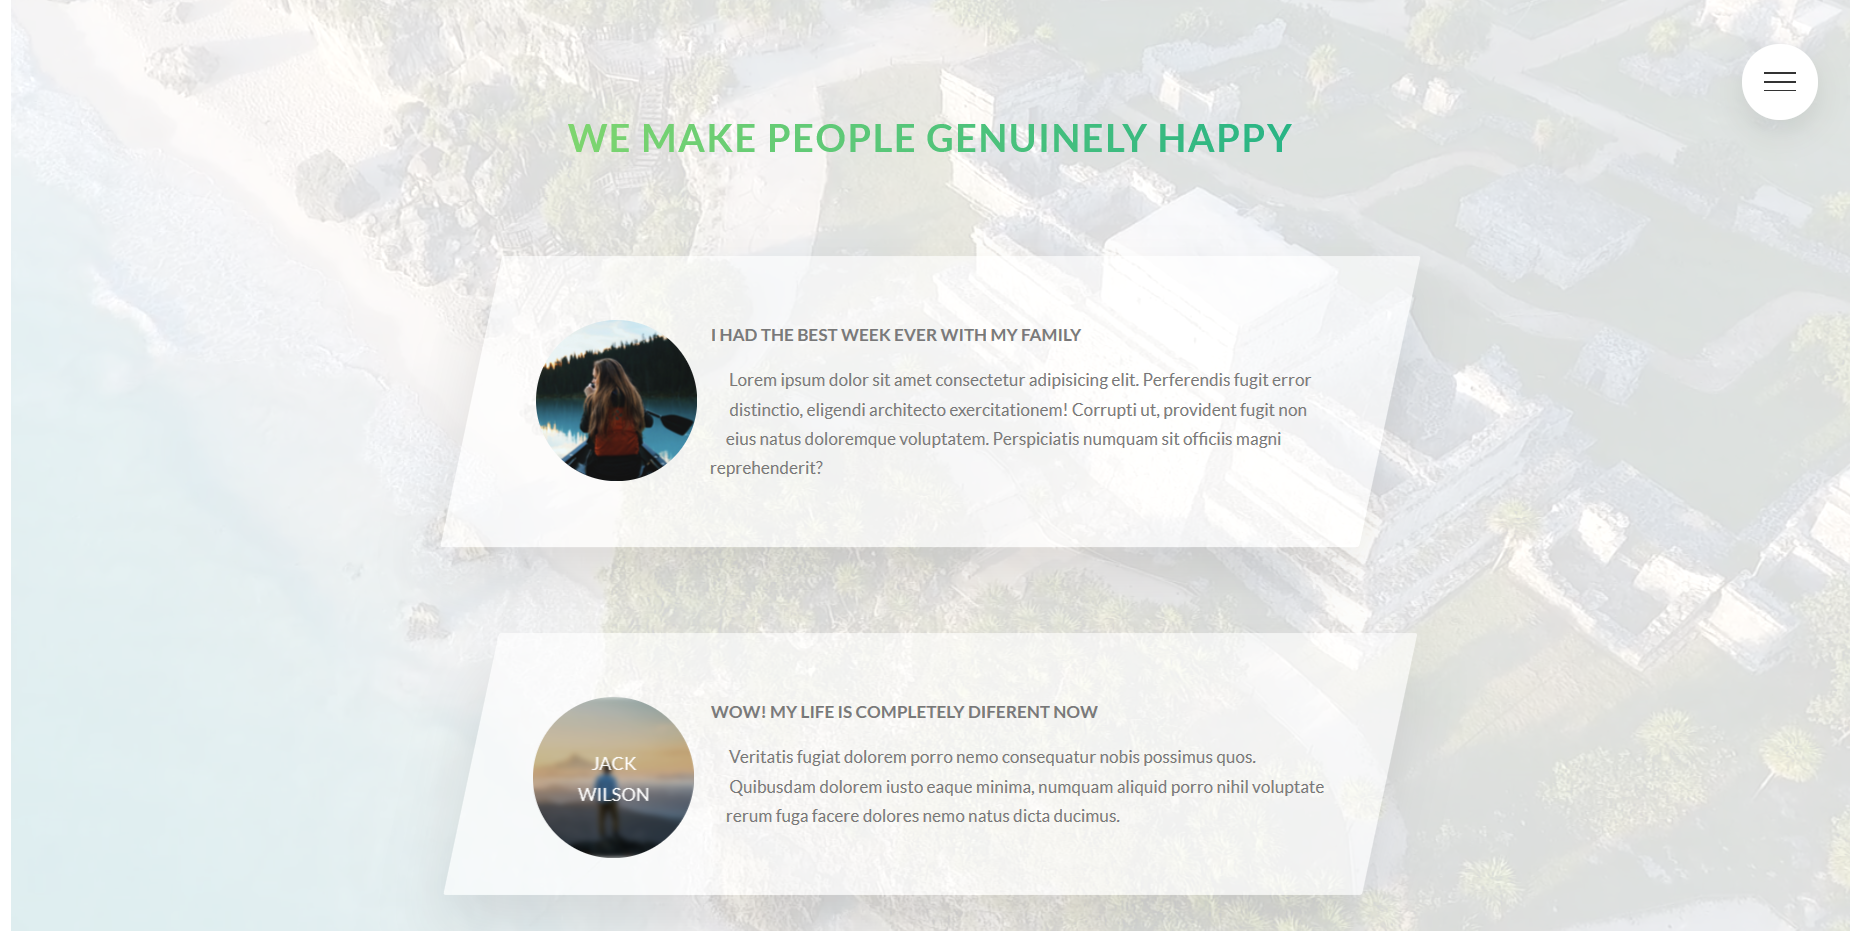 WE MAKE PEOPLE GENUINELY HAPPY
I HAD THE BEST WEEK EVER WITH MY FAMILY
Lorem ipsum dolor sit amet consectetur adipisicing elit. Perferendis fugit error
distinctio, eligendi architecto exercitationem! Corrupti ut, provident fugit non
eius natus doloremque voluptatem. Perspiciatis numquam sit officiis magni
reprehenderit?
JACK
WILSON
WOW! MY LIFE IS COMPLETELY DIFERENT NOW
Veritatis fugiat dolorem porro nemo consequatur nobis possimus quos.
Quibusdam dolorem iusto eaque minima, numquam aliquid porro nihil voluptate
rerum fuga facere dolores nemo natus dicta ducimus.